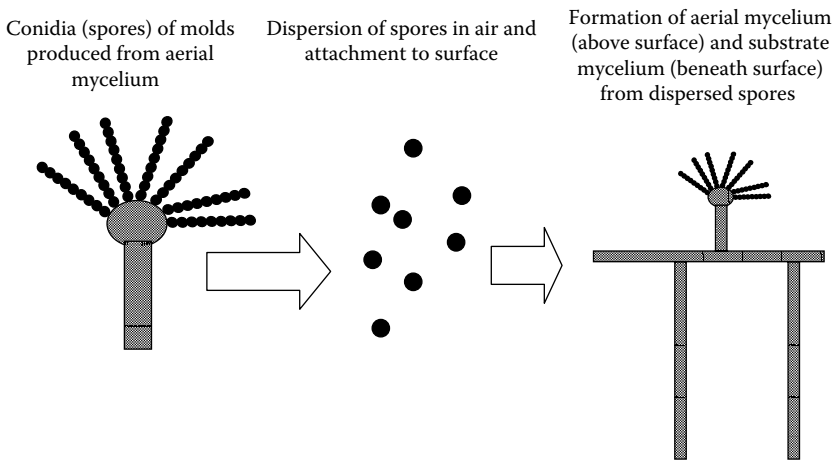 Conidia (spores) of molds
produced from aerial
mycelium
Dispersion of spores in air and
attachment to surface
Formation of aerial mycelium
(above surface) and substrate
mycelium (beneath surface)
from dispersed spores